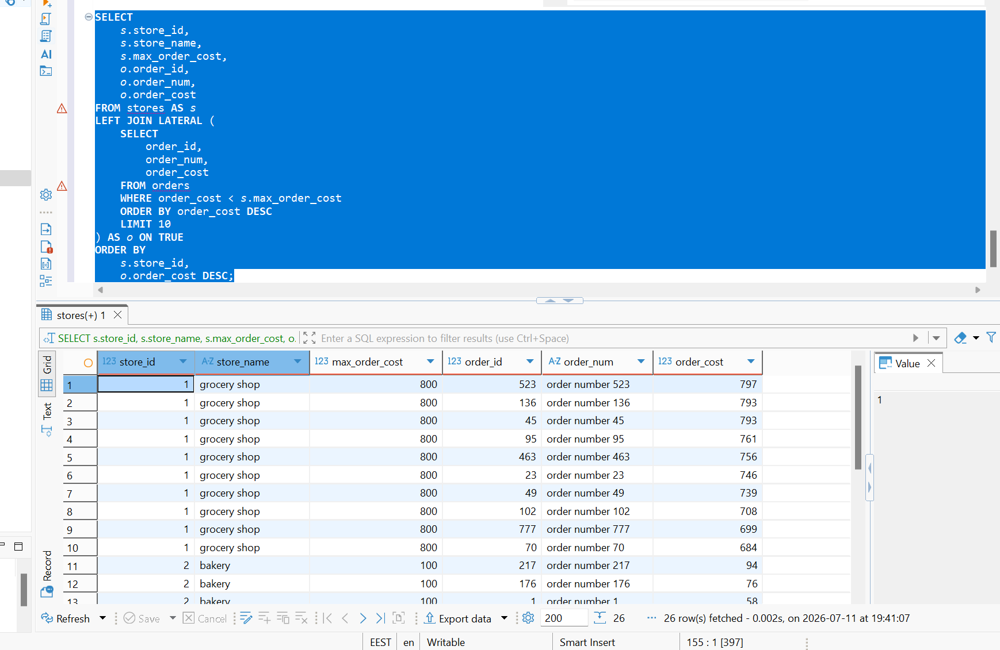 SELECT
s.store_id,
s.store_name,
s.max_order_cost,
o.order_id,
o.order_num,
o.order_cost
FROM stores AS s
LEFT JOIN LATERAL (
SELECT
order_id,
order_num,
order_cost
FROM orders
WHERE order_cost < s.max_order_cost
ORDER BY order_cost DESC
LIMIT 10
) AS o ON TRUE
ORDER BY
s.store_id,
o.order_cost DESC;
AI
stores(+) 1
SELECT s.store_id, s.store_name, s.max_order_cost, o. Enter a SQL expression to filter results (use Ctrl+Space)
Grid
Text
Record
123 store_id A-Z store_name 123 max_order_cost 123 order_id A-Z order_num 123 order_cost
1 1 grocery shop 800 523 order number 523 797
2 1 grocery shop 800 136 order number 136 793
3 1 grocery shop 800 45 order number 45 793
4 1 grocery shop 800 95 order number 95 761
5 1 grocery shop 800 463 order number 463 756
6 1 grocery shop 800 23 order number 23 746
7 1 grocery shop 800 49 order number 49 739
8 1 grocery shop 800 102 order number 102 708
9 1 grocery shop 800 777 order number 777 699
10 1 grocery shop 800 70 order number 70 684
11 2 bakery 100 217 order number 217 94
12 2 bakery 100 176 order number 176 76
13 2 bakery 100 1 order number 1 58
Value
1
Refresh Save Cancel Export data 200 26 26 row(s) fetched - 0.002s, on 2026-07-11 at 19:41:07
EEST en Writable Smart Insert 155 : 1 [397]